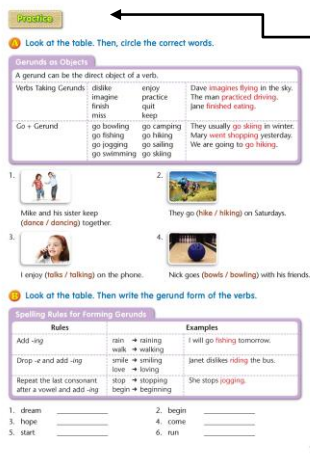 Practice
A Look at the table. Then, circle the correct words.
Gerunds as Objects
A gerund can be the direct object of a verb.
Verbs Taking Gerunds dislike enjoy Dave imagines flying in the sky.
imagine practice The man practiced driving.
finish quit Jane finished eating.
miss keep
Go + Gerund go bowling go camping They usually go skiing in winter.
go fishing go hiking Mary went shopping yesterday.
go jogging go sailing We are going to go hiking.
go swimming go skiing
1. 2.
Mike and his sister keep They go (hike / hiking) on Saturdays.
(dance / dancing) together.
3. 4.
I enjoy (talks / talking) on the phone. Nick goes (bowls / bowling) with his friends.
B Look at the table. Then write the gerund form of the verbs.
Spelling Rules for Forming Gerunds
Rules Examples
Add -ing rain → raining I will go fishing tomorrow.
walk → walking
Drop -e and add -ing smile → smiling Janet dislikes riding the bus.
love → loving
Repeat the last consonant stop → stopping She stops jogging.
after a vowel and add -ing begin → beginning
1. dream 2. begin
3. hope 4. come
5. start 6. run